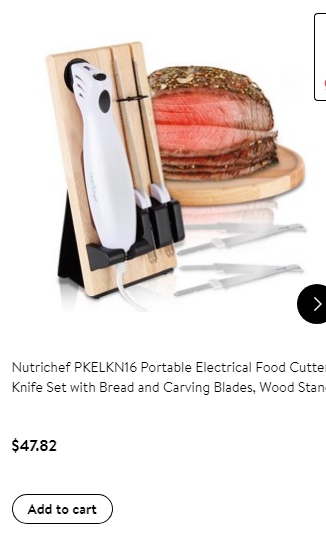 Nutrichef PKELKN16 Portable Electrical Food Cutter
Knife Set with Bread and Carving Blades, Wood Stan
$47.82
Add to cart